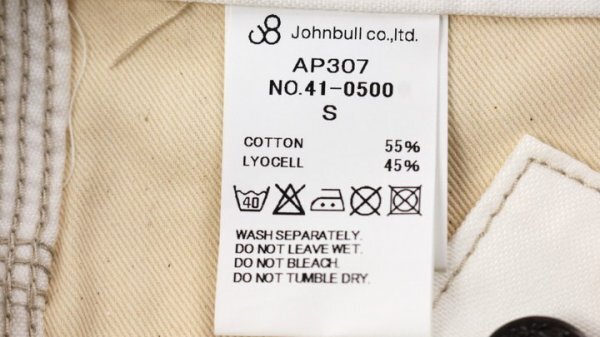 Johnbull co.,ltd.
AP307
NO.41-0500
S
COTTON 55%
LYOCELL 45%
40
WASH SEPARATELY.
DO NOT LEAVE WET.
DO NOT BLEACH.
DO NOT TUMBLE DRY.